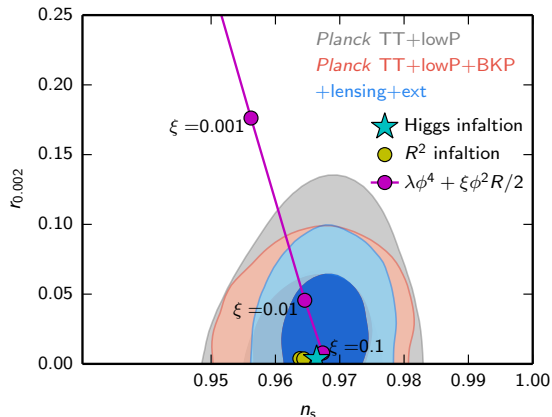 0.25
0.20
0.15
0.10
0.05
0.00
r0.002
Planck TT+lowP
Planck TT+lowP+BKP
+lensing+ext
Higgs infaltion
R² infaltion
λϕ⁴ + ξϕ²R/2
ξ=0.001
ξ=0.01
ξ=0.1
0.95 0.96 0.97 0.98 0.99 1.00
ns